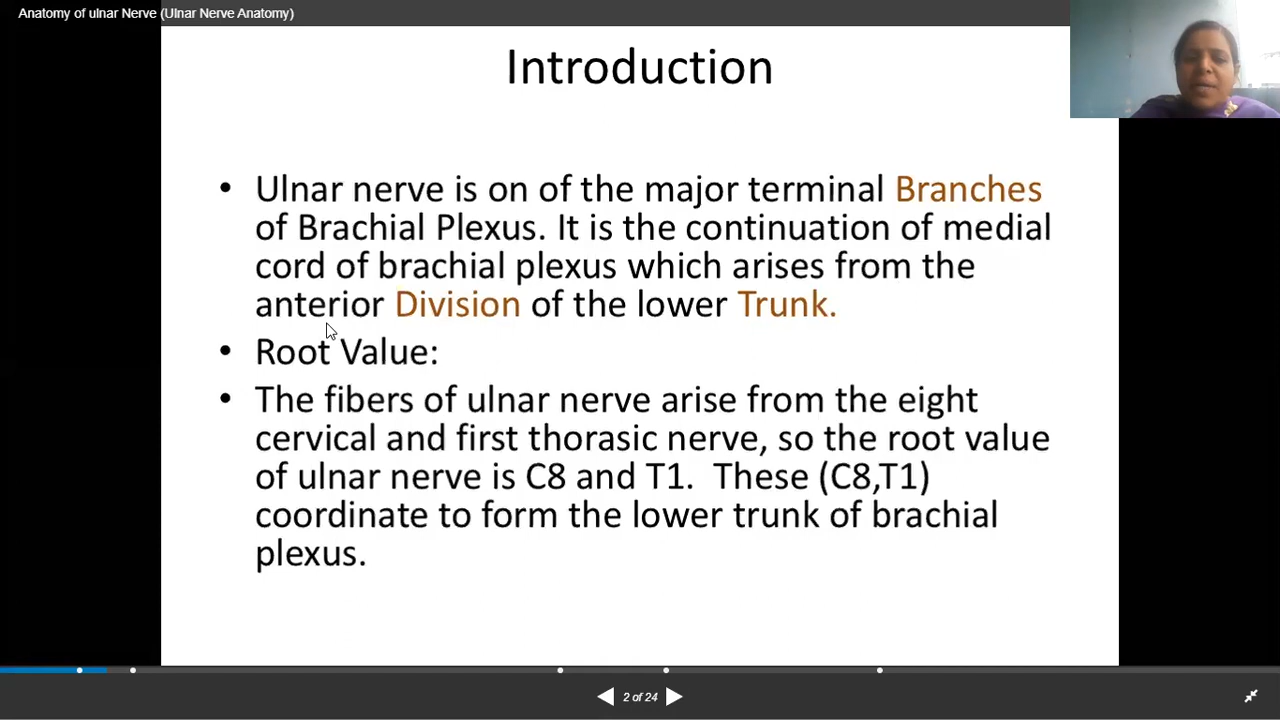 Anatomy of ulnar Nerve (Ulnar Nerve Anatomy)
Introduction
• Ulnar nerve is on of the major terminal Branches
of Brachial Plexus. It is the continuation of medial
cord of brachial plexus which arises from the
anterior Division of the lower Trunk.
• Root Value:
• The fibers of ulnar nerve arise from the eight
cervical and first thorasic nerve, so the root value
of ulnar nerve is C8 and T1. These (C8,T1)
coordinate to form the lower trunk of brachial
plexus.
2 of 24